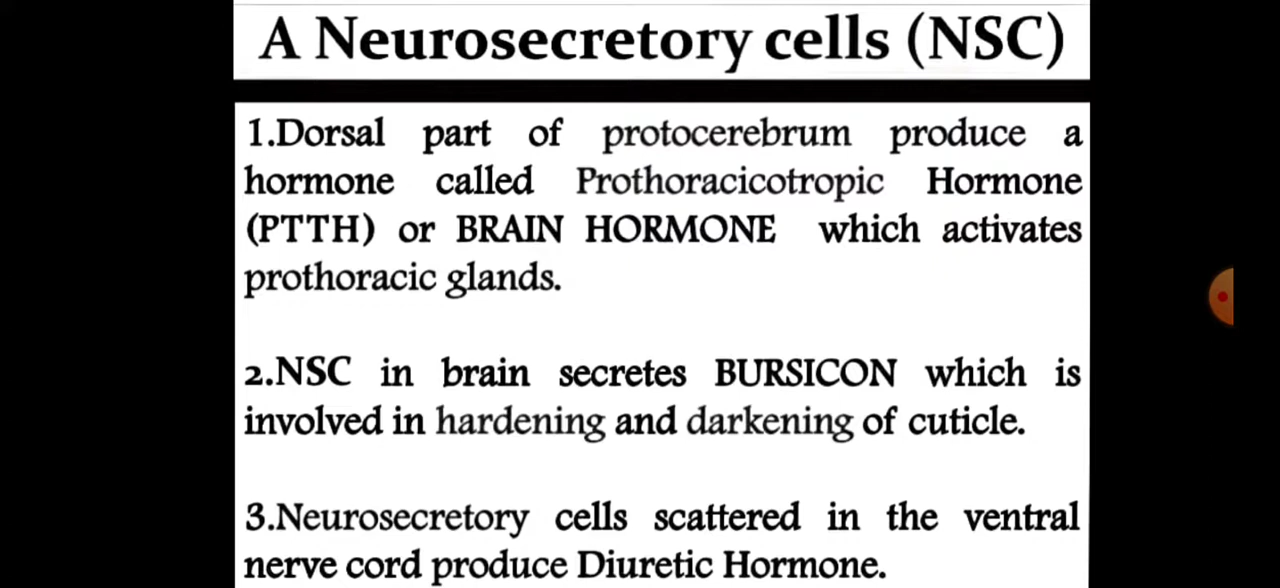 A Neurosecretory cells (NSC)
1.Dorsal part of protocerebrum produce a
hormone called Prothoracicotropic Hormone
(PTTH) or BRAIN HORMONE which activates
prothoracic glands.
2.NSC in brain secretes BURSICON which is
involved in hardening and darkening of cuticle.
3.Neurosecretory cells scattered in the ventral
nerve cord produce Diuretic Hormone.